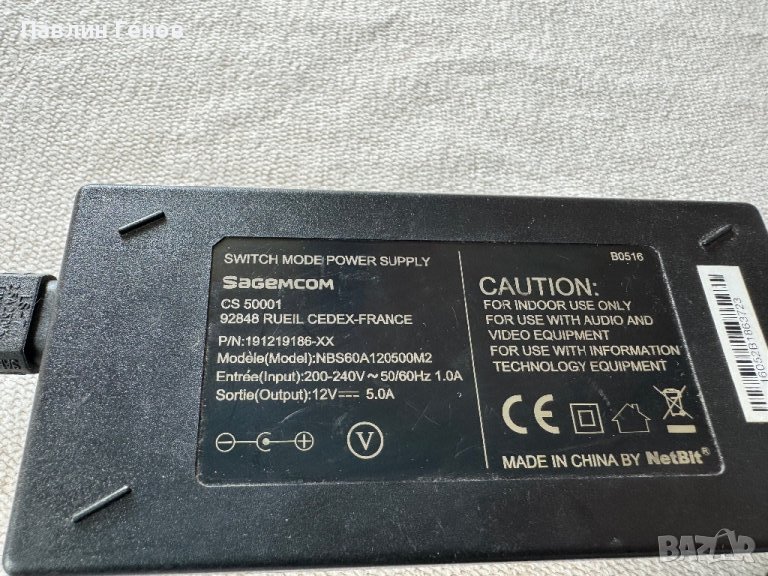 Павлин Генов
SWITCH MODE POWER SUPPLY
SAGEMCOM
CS 50001
92848 RUEIL CEDEX-FRANCE
P/N:191219186-XX
Modèle(Model):NBS60A120500M2
Entrée(Input):200-240V~50/60Hz 1.0A
Sortie(Output):12V⎓ 5.0A
V
B0516
CAUTION:
FOR INDOOR USE ONLY
FOR USE WITH AUDIO AND
VIDEO EQUIPMENT
FOR USE WITH INFORMATION
TECHNOLOGY EQUIPMENT
CE
MADE IN CHINA BY NetBit®
16052B1863723
BAZAR